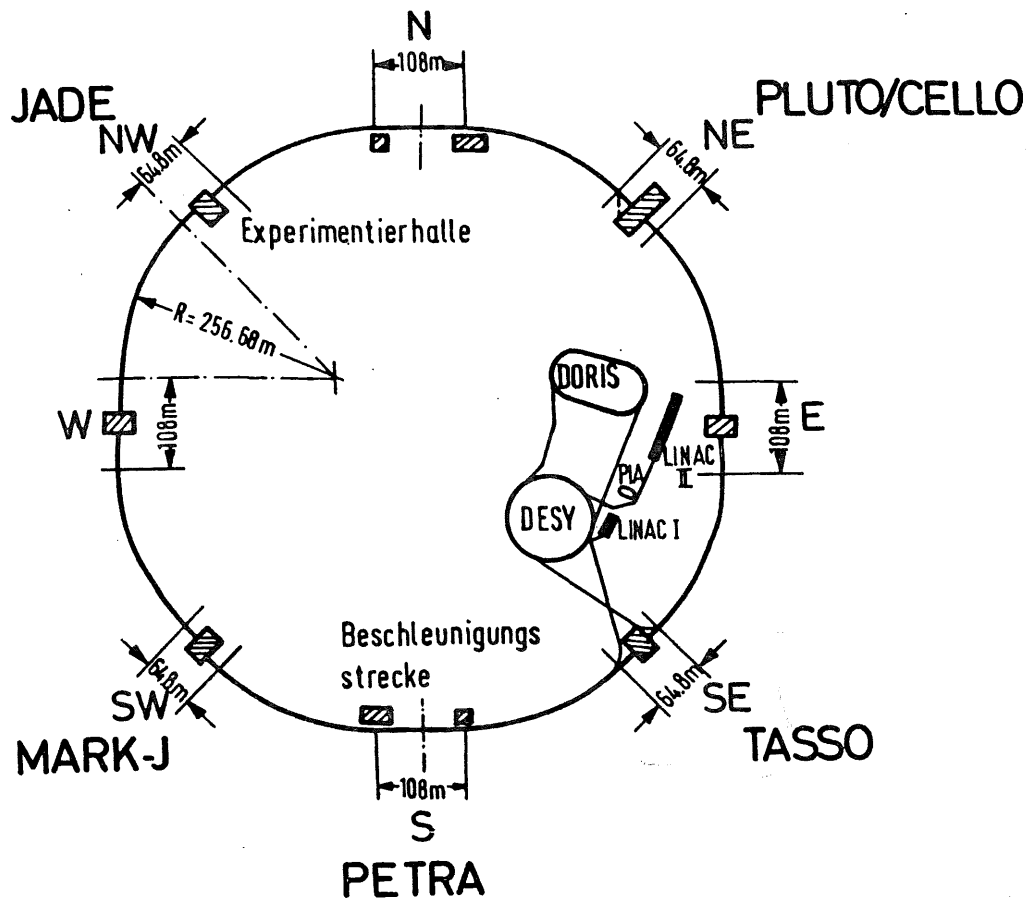 N
108m
JADE
NW
64.8m
PLUTO/CELLO
NE
64.8m
Experimentierhalle
R=256.68m
DORIS
W
108m
E
108m
LINAC
II
PIA
DESY
LINAC I
Beschleunigungs
strecke
64.8m
SW
MARK-J
64.8m
SE
TASSO
108m
S
PETRA